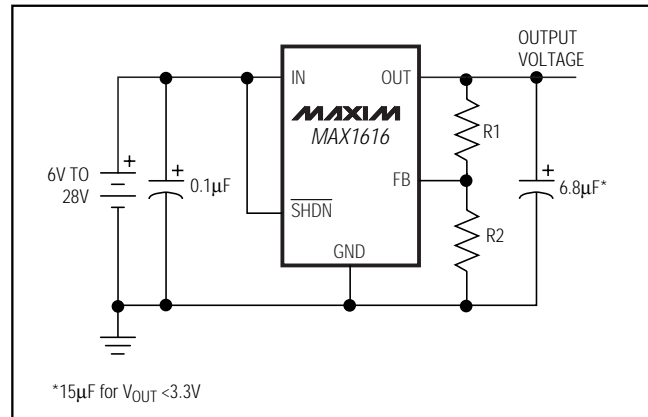 OUTPUT
VOLTAGE
IN
OUT
MAXIM
MAX1616
R1
+
6V TO
28V
+
0.1µF
FB
+
6.8µF*
SHDN
R2
GND
*15µF for VOUT <3.3V